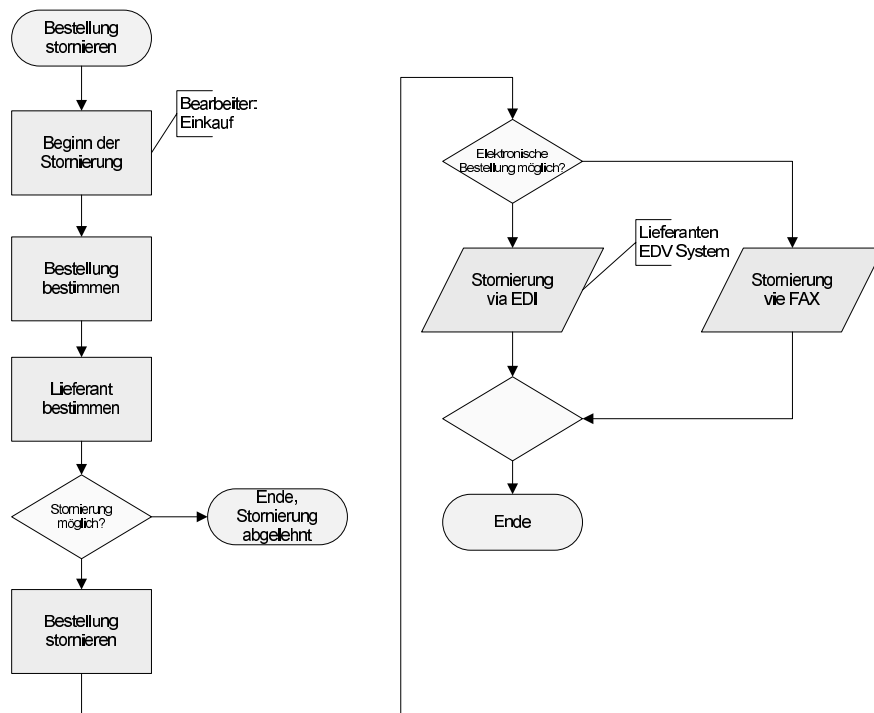 Bestellung
stornieren
Bearbeiter:
Einkauf
Beginn der
Stornierung
Bestellung
bestimmen
Lieferant
bestimmen
Stornierung
möglich?
Ende,
Stornierung
abgelehnt
Bestellung
stornieren
Elektronische
Bestellung möglich?
Lieferanten
EDV System
Stornierung
via EDI
Stornierung
vie FAX
Ende